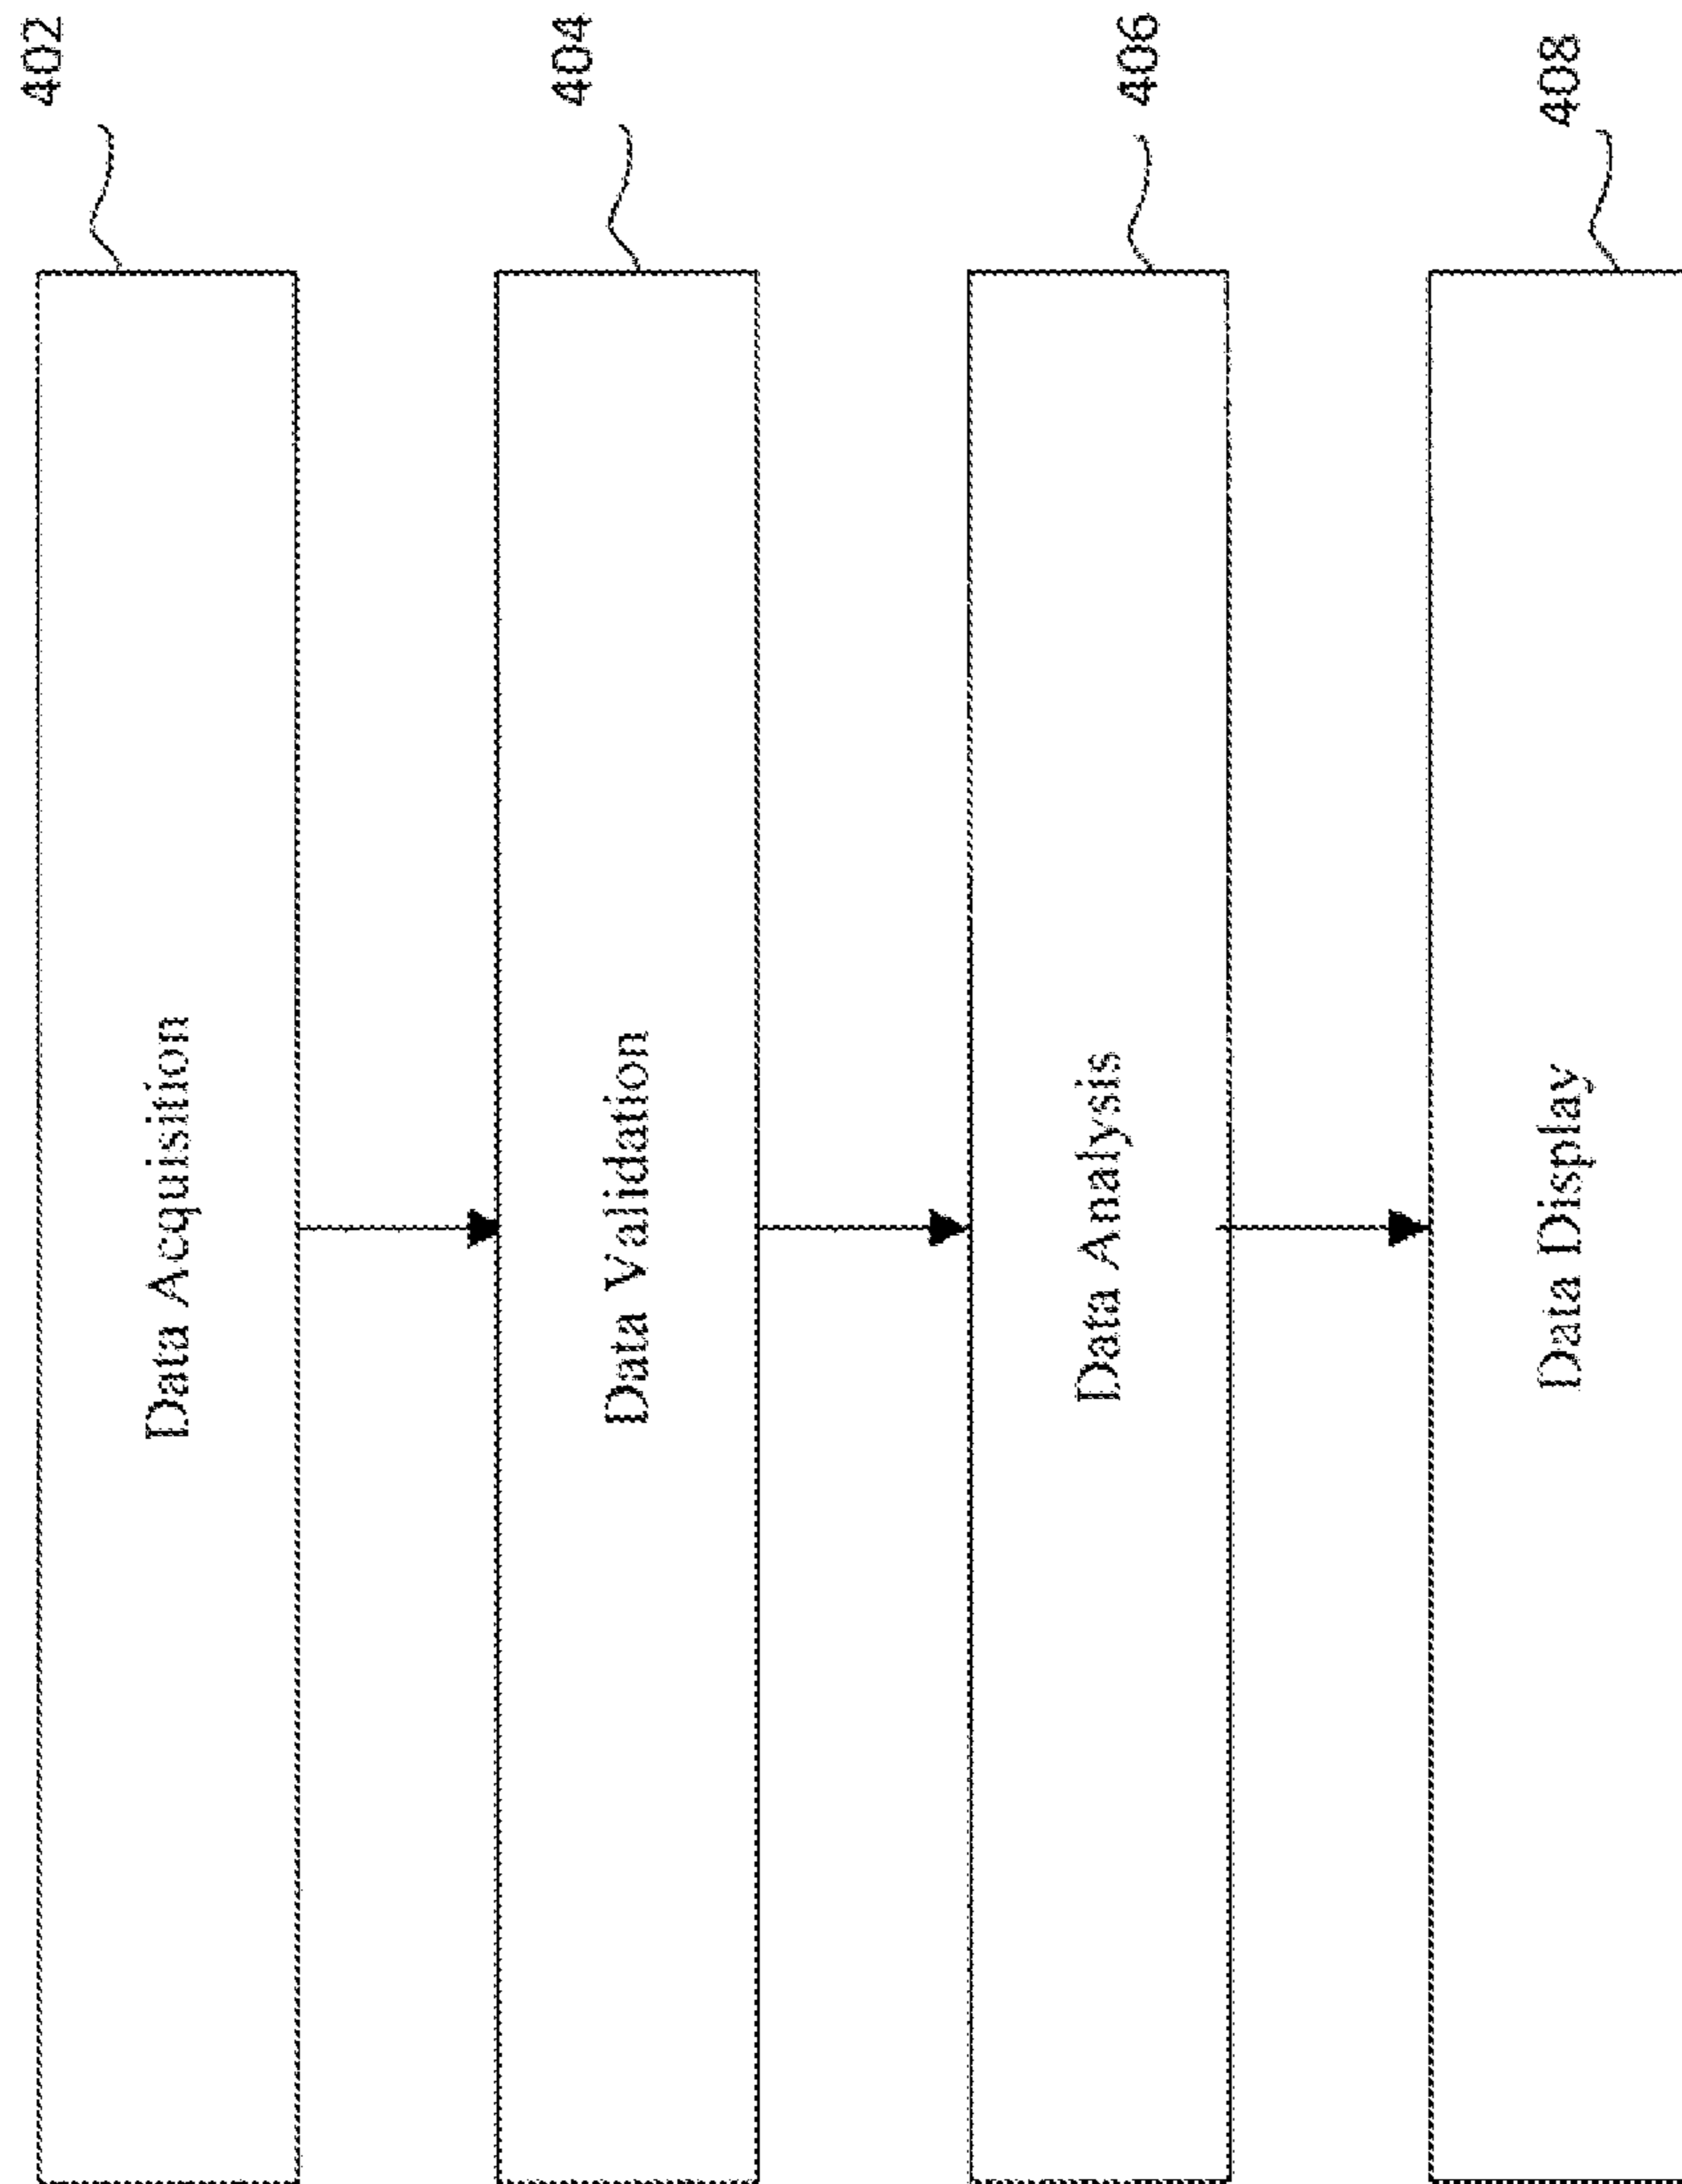 Data Acquisition
402
Data Validation
404
Data Analysis
406
Data Display
408